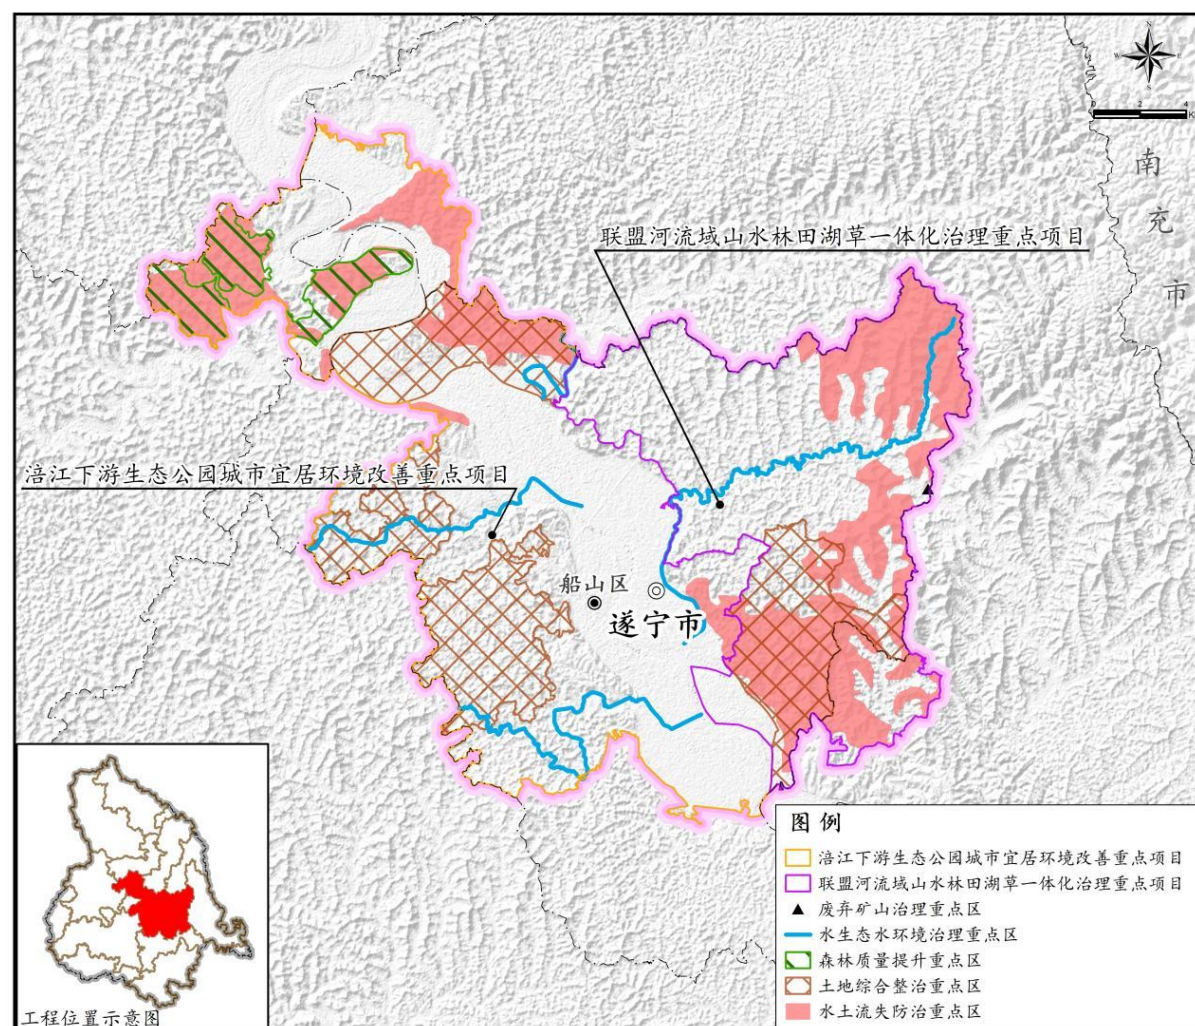 N
W
E
S
0 2 4
K
南
充
市
联盟河流域山水林田湖草一体化治理重点项目
涪江下游生态公园城市宜居环境改善重点项目
船山区
遂宁市
图例
涪江下游生态公园城市宜居环境改善重点项目
联盟河流域山水林田湖草一体化治理重点项目
废弃矿山治理重点区
水生态水环境治理重点区
森林质量提升重点区
土地综合整治重点区
水土流失防治重点区
工程位置示意图